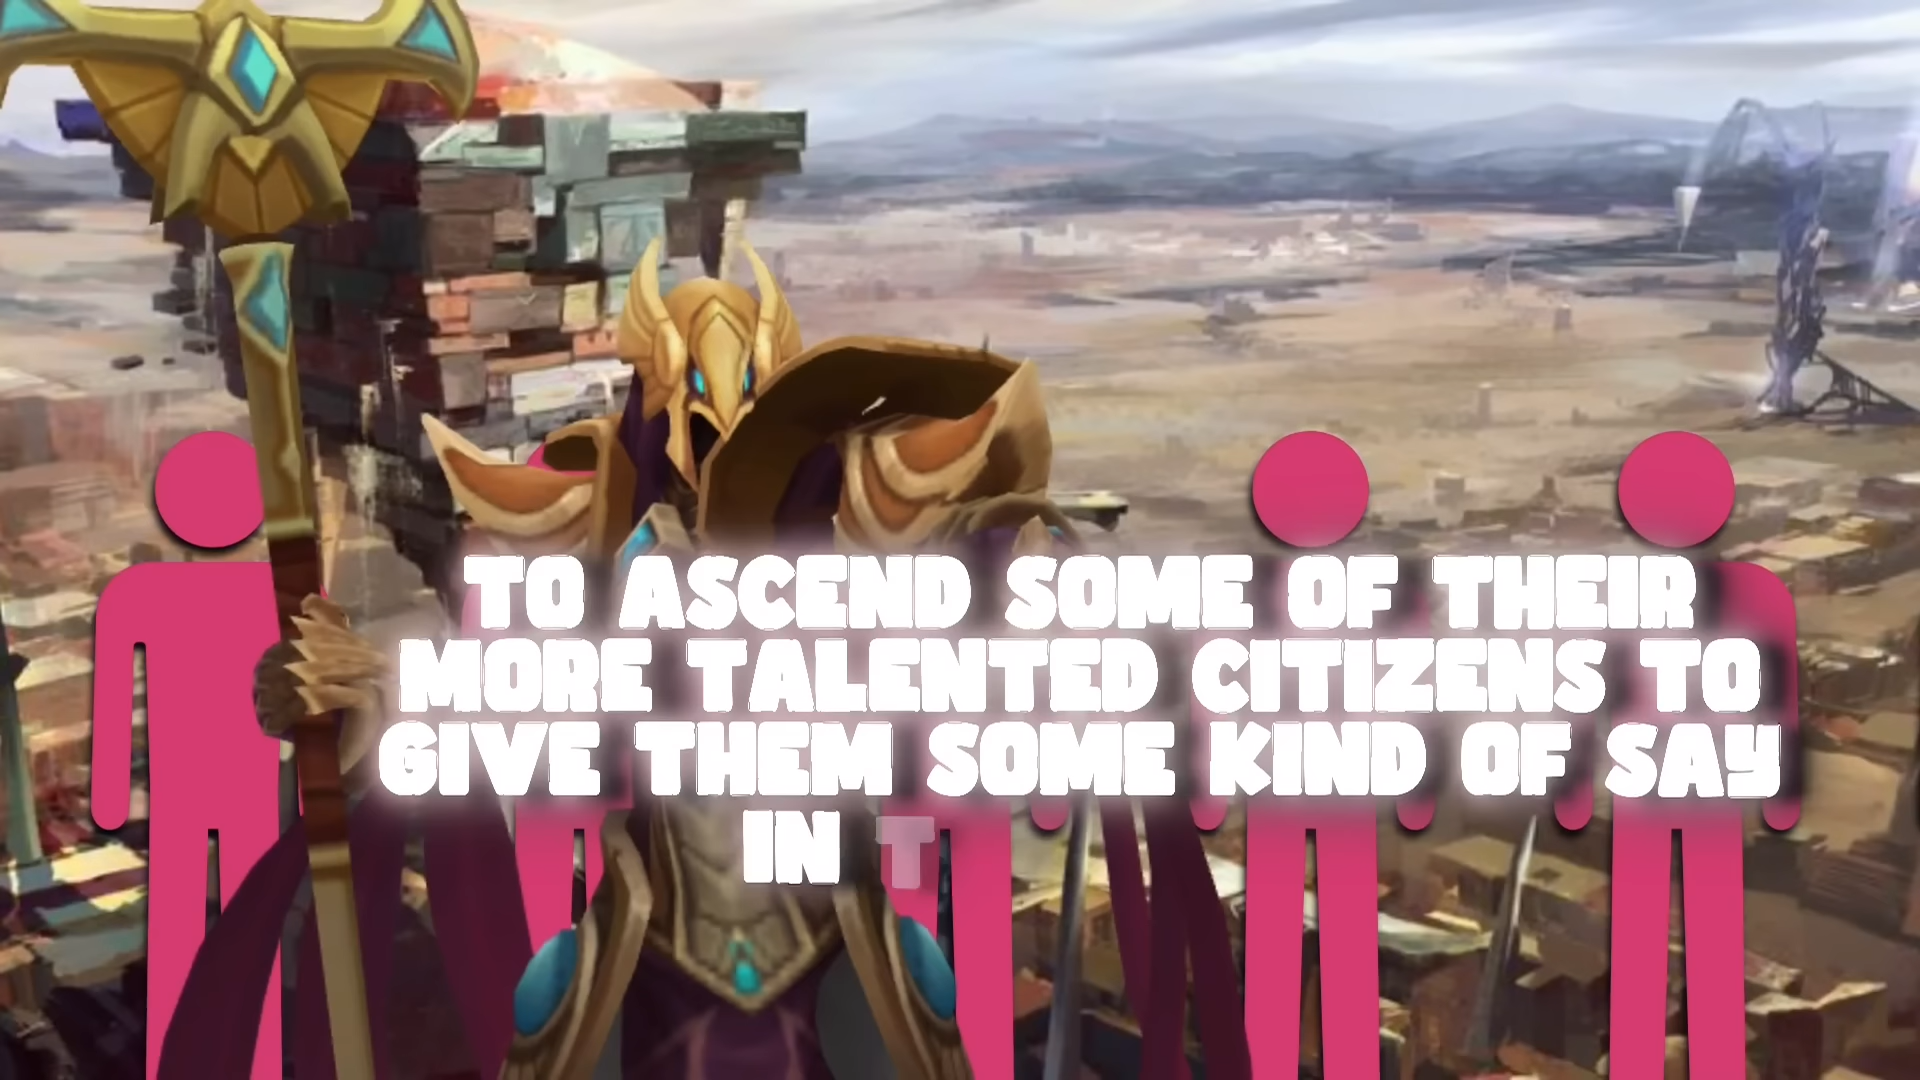 TO ASCEND SOME OF THEIR
MORE TALENTED CITIZENS TO
GIVE THEM SOME KIND OF SAY
IN T